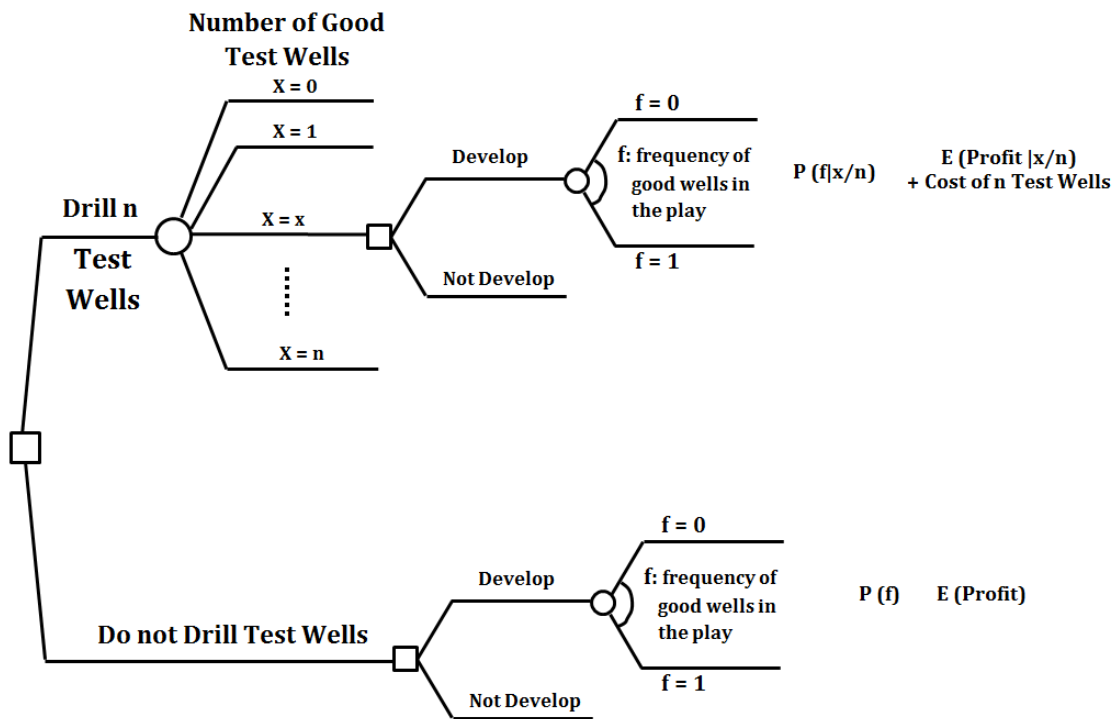 Number of Good
Test Wells
X = 0
X = 1
X = x
X = n
Drill n
Test
Wells
Develop
Not Develop
f = 0
f: frequency of
good wells in
the play
f = 1
P (f|x/n)
E (Profit |x/n)
+ Cost of n Test Wells
Do not Drill Test Wells
Develop
Not Develop
f = 0
f: frequency of
good wells in
the play
f = 1
P (f)
E (Profit)